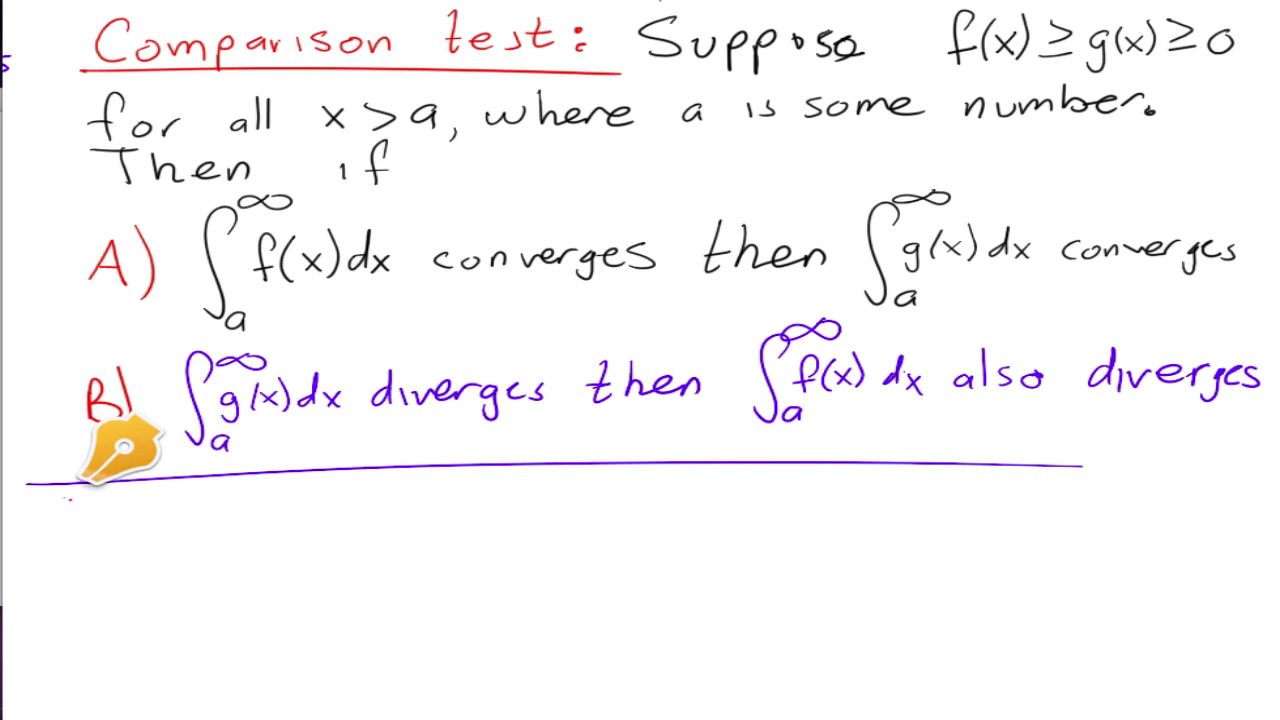 Comparison test: Suppose f(x) ≥ g(x) ≥ 0
for all x > a, where a is some number.
Then if
A) ∫_a^∞ f(x)dx converges then ∫_a^∞ g(x)dx converges
B) ∫_a^∞ g(x)dx diverges then ∫_a^∞ f(x)dx also diverges